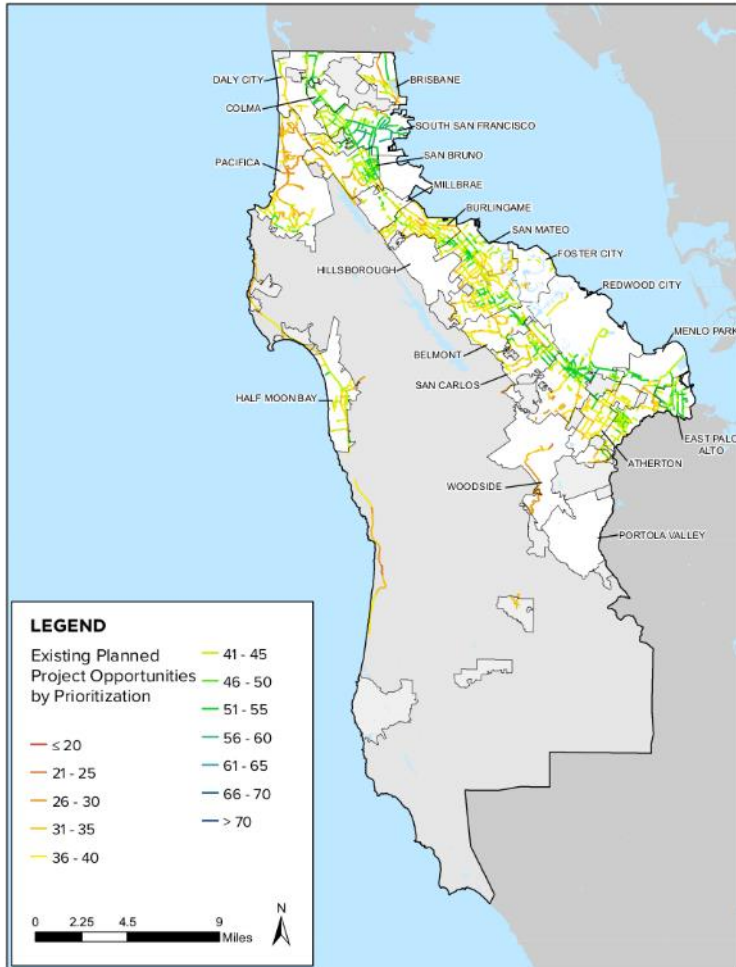 DALY CITY
BRISBANE
COLMA
SOUTH SAN FRANCISCO
SAN BRUNO
PACIFICA
MILLBRAE
BURLINGAME
SAN MATEO
FOSTER CITY
HILLSBOROUGH
REDWOOD CITY
MENLO PARK
BELMONT
SAN CARLOS
HALF MOON BAY
EAST PALO
ALTO
ATHERTON
WOODSIDE
PORTOLA VALLEY
LEGEND
Existing Planned
Project Opportunities
by Prioritization
≤ 20
21 - 25
26 - 30
31 - 35
36 - 40
41 - 45
46 - 50
51 - 55
56 - 60
61 - 65
66 - 70
> 70
0 2.25 4.5 9
Miles
N